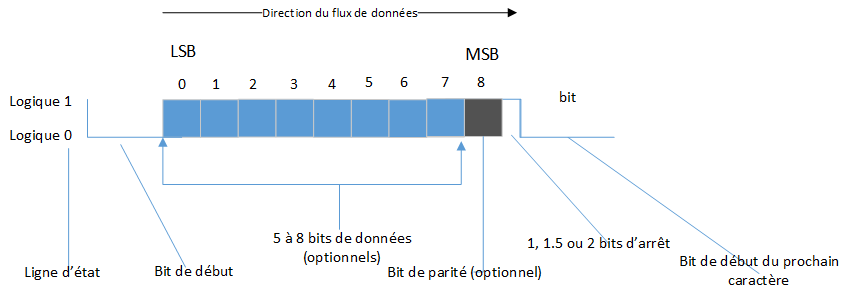 Direction du flux de données
LSB
MSB
0 1 2 3 4 5 6 7 8
bit
Logique 1
Logique 0
5 à 8 bits de données
(optionnels)
1, 1.5 ou 2 bits d’arrêt
Ligne d’état
Bit de début
Bit de parité (optionnel)
Bit de début du prochain
caractère